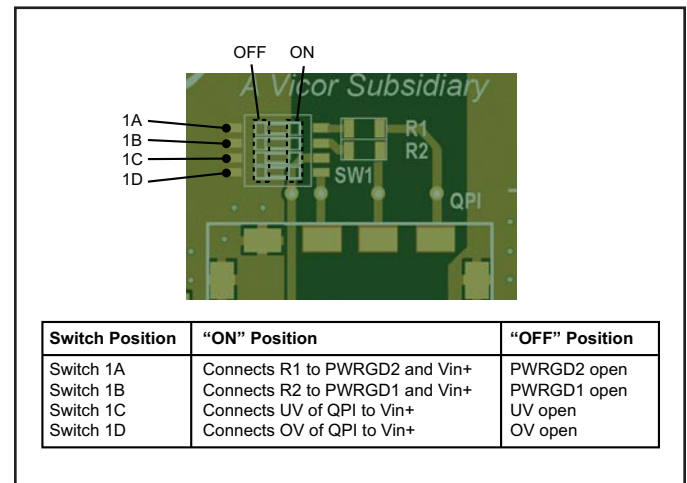 OFF ON
A Vicor Subsidiary
1A
1B
1C
1D
R1
R2
SW1
QPI
Switch Position "ON" Position "OFF" Position
Switch 1A Connects R1 to PWRGD2 and Vin+ PWRGD2 open
Switch 1B Connects R2 to PWRGD1 and Vin+ PWRGD1 open
Switch 1C Connects UV of QPI to Vin+ UV open
Switch 1D Connects OV of QPI to Vin+ OV open